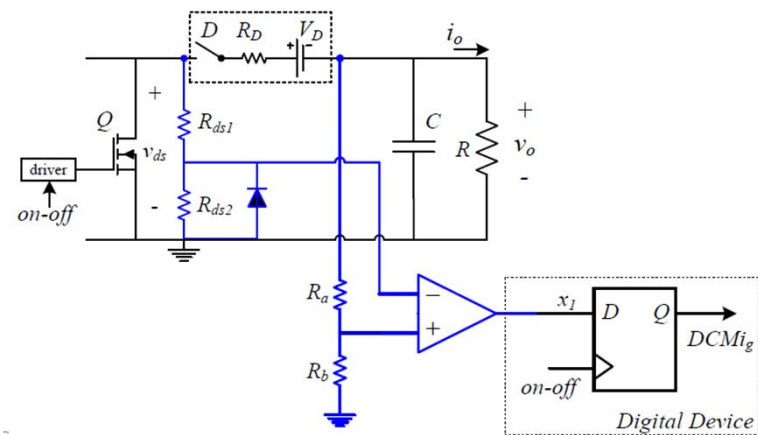 D R_D V_D
+ -
i_o
Q
+
v_ds
-
R_ds1
R_ds2
C
R
+
v_o
-
driver
on-off
R_a
R_b
−
+
x_1
D Q
DCMi_g
on-off
Digital Device
~